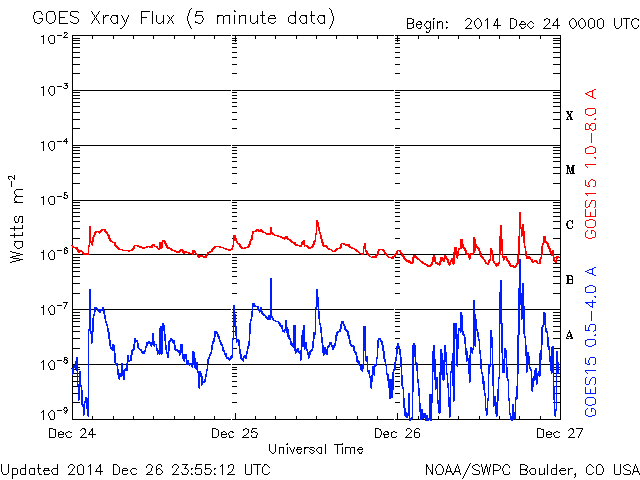 GOES Xray Flux (5 minute data)
Begin: 2014 Dec 24 0000 UTC
10⁻²
10⁻³
10⁻⁴
10⁻⁵
10⁻⁶
10⁻⁷
10⁻⁸
10⁻⁹
Watts m⁻²
X
M
C
B
A
GOES15 1.0-8.0 A
GOES15 0.5-4.0 A
Dec 24
Dec 25
Dec 26
Dec 27
Universal Time
Updated 2014 Dec 26 23:55:12 UTC
NOAA/SWPC Boulder, CO USA